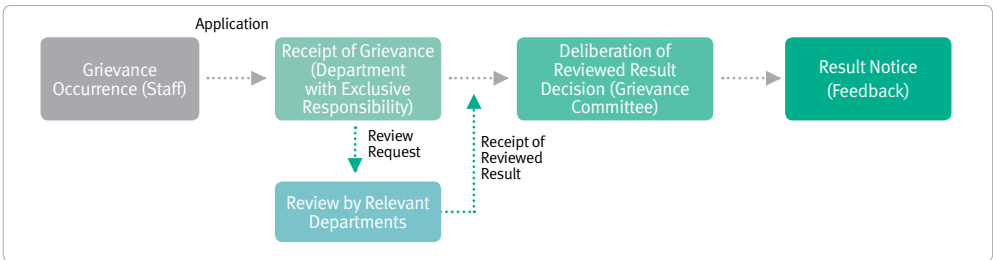 Application
Grievance
Occurrence (Staff)
Receipt of Grievance
(Department
with Exclusive
Responsibility)
Deliberation of
Reviewed Result
Decision (Grievance
Committee)
Result Notice
(Feedback)
Review
Request
Receipt of
Reviewed
Result
Review by Relevant
Departments